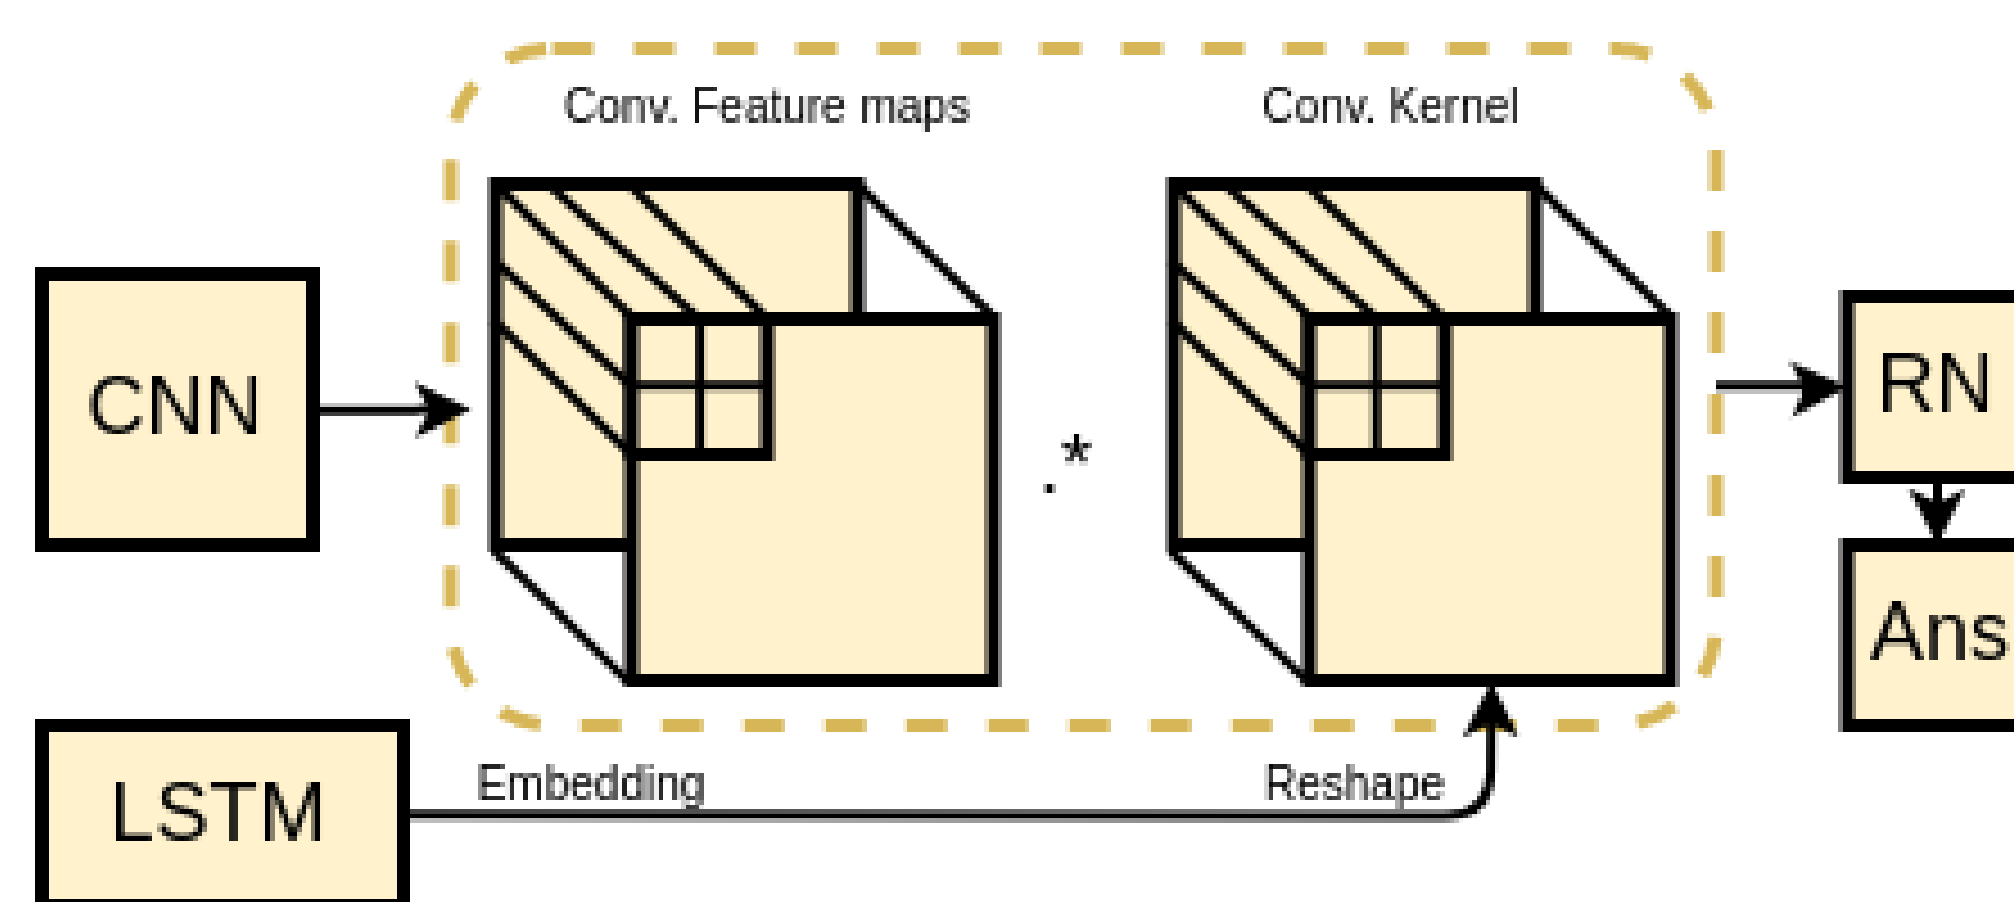 Conv. Feature maps
Conv. Kernel
CNN
.*
RN
Ans
LSTM
Embedding
Reshape